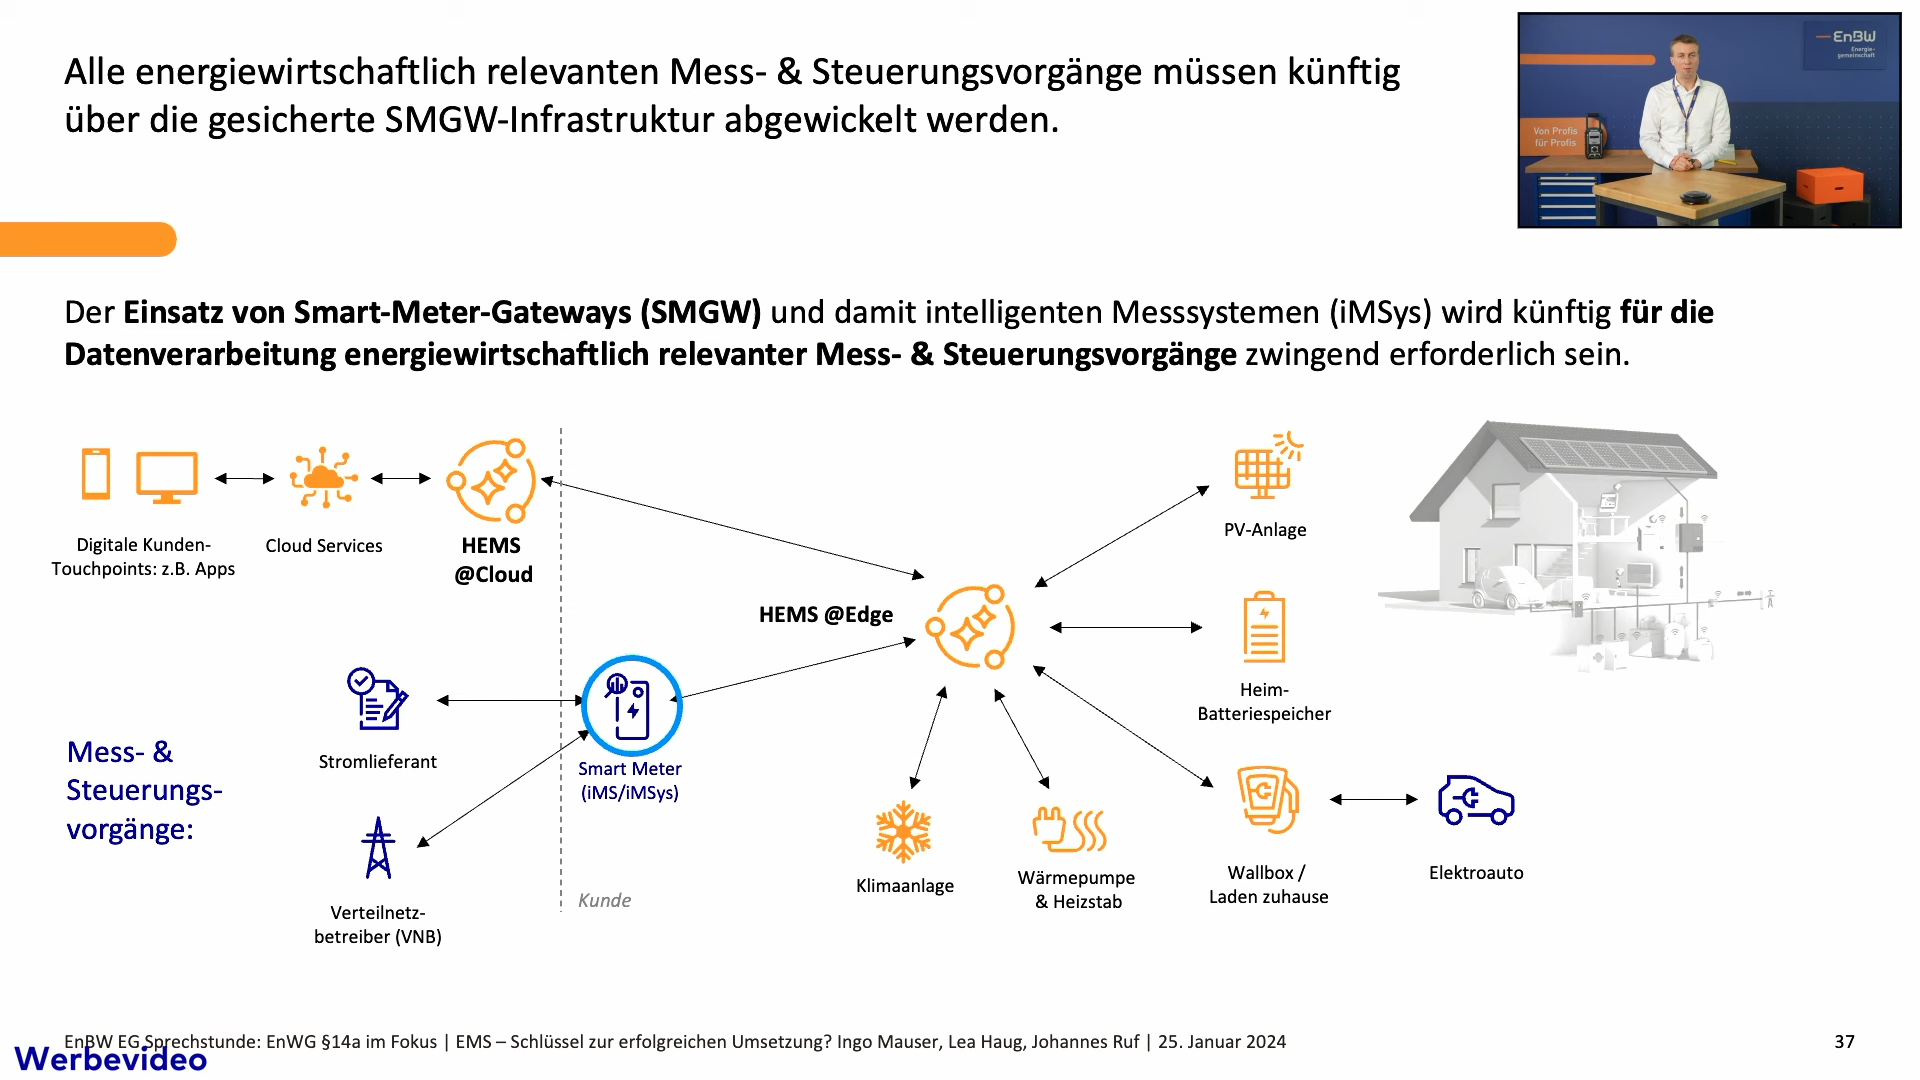 Alle energiewirtschaftlich relevanten Mess- & Steuerungsvorgänge müssen künftig
über die gesicherte SMGW-Infrastruktur abgewickelt werden.
EnBW
Energie-
gemeinschaft
Von Profis
für Profis
Der Einsatz von Smart-Meter-Gateways (SMGW) und damit intelligenten Messsystemen (iMSys) wird künftig für die
Datenverarbeitung energiewirtschaftlich relevanter Mess- & Steuerungsvorgänge zwingend erforderlich sein.
Digitale Kunden-
Touchpoints: z.B. Apps
Cloud Services
HEMS
@Cloud
HEMS @Edge
PV-Anlage
Heim-
Batteriespeicher
Mess- &
Steuerungs-
vorgänge:
Stromlieferant
Smart Meter
(iMS/iMSys)
Verteilnetz-
betreiber (VNB)
Kunde
Klimaanlage
Wärmepumpe
& Heizstab
Wallbox /
Laden zuhause
Elektroauto
EnBW EG Sprechstunde: EnWG §14a im Fokus | EMS – Schlüssel zur erfolgreichen Umsetzung? Ingo Mauser, Lea Haug, Johannes Ruf | 25. Januar 2024
37
Werbevideo